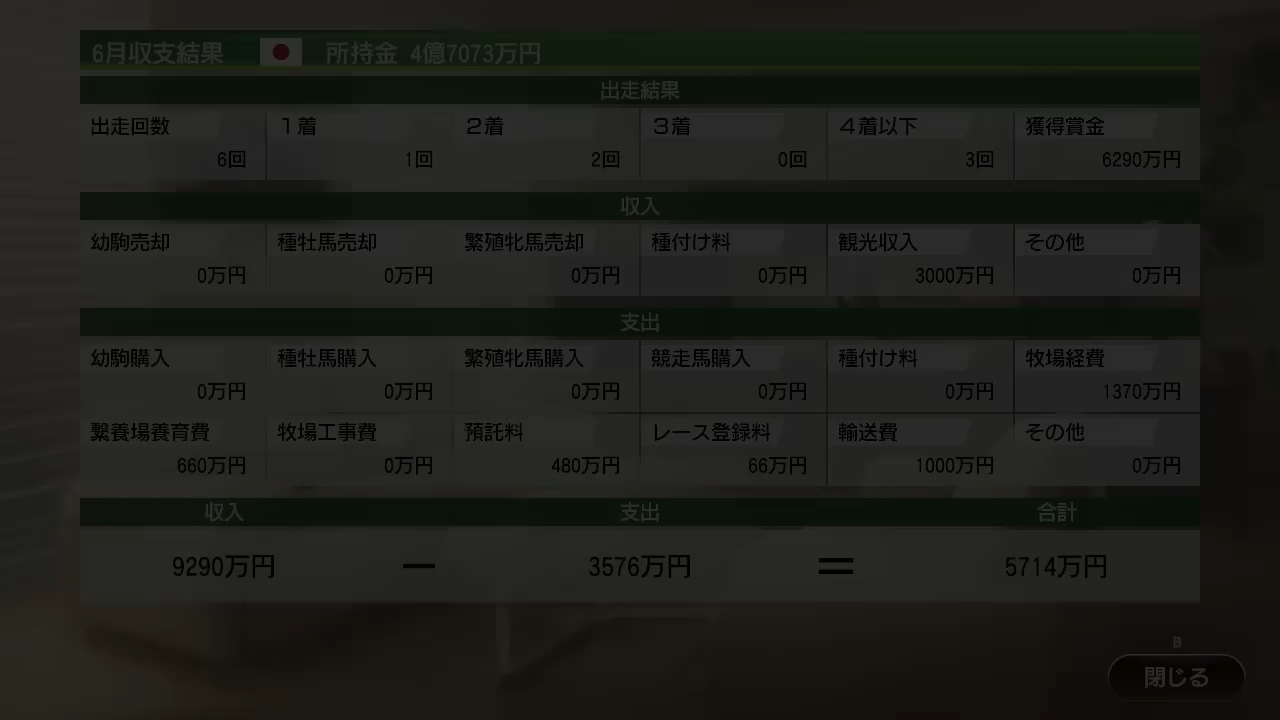 6月収支結果 所持金 4億7073万円
出走結果
出走回数 1着 2着 3着 4着以下 獲得賞金
6回 1回 2回 0回 3回 6290万円
収入
幼駒売却 種牡馬売却 繁殖牝馬売却 種付け料 観光収入 その他
0万円 0万円 0万円 0万円 3000万円 0万円
支出
幼駒購入 種牡馬購入 繁殖牝馬購入 競走馬購入 種付け料 牧場経費
0万円 0万円 0万円 0万円 0万円 1370万円
繋養場養育費 牧場工事費 預託料 レース登録料 輸送費 その他
660万円 0万円 480万円 66万円 1000万円 0万円
収入 支出 合計
9290万円 － 3576万円 ＝ 5714万円
B
閉じる